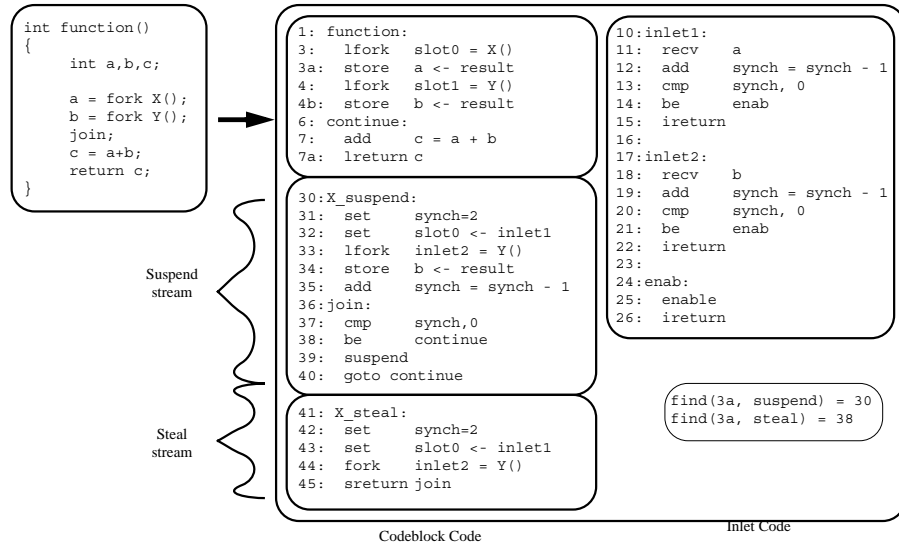 int function()
{
int a,b,c;
a = fork X();
b = fork Y();
join;
c = a+b;
return c;
}
1: function:
3: lfork slot0 = X()
3a: store a <- result
4: lfork slot1 = Y()
4b: store b <- result
6: continue:
7: add c = a + b
7a: lreturn c
30:X_suspend:
31: set synch=2
32: set slot0 <- inlet1
33: lfork inlet2 = Y()
34: store b <- result
35: add synch = synch - 1
36:join:
37: cmp synch,0
38: be continue
39: suspend
40: goto continue
41: X_steal:
42: set synch=2
43: set slot0 <- inlet1
44: fork inlet2 = Y()
45: sreturn join
Suspend
stream
Steal
stream
10:inlet1:
11: recv a
12: add synch = synch - 1
13: cmp synch, 0
14: be enab
15: ireturn
16:
17:inlet2:
18: recv b
19: add synch = synch - 1
20: cmp synch, 0
21: be enab
22: ireturn
23:
24:enab:
25: enable
26: ireturn
find(3a, suspend) = 30
find(3a, steal) = 38
Codeblock Code
Inlet Code